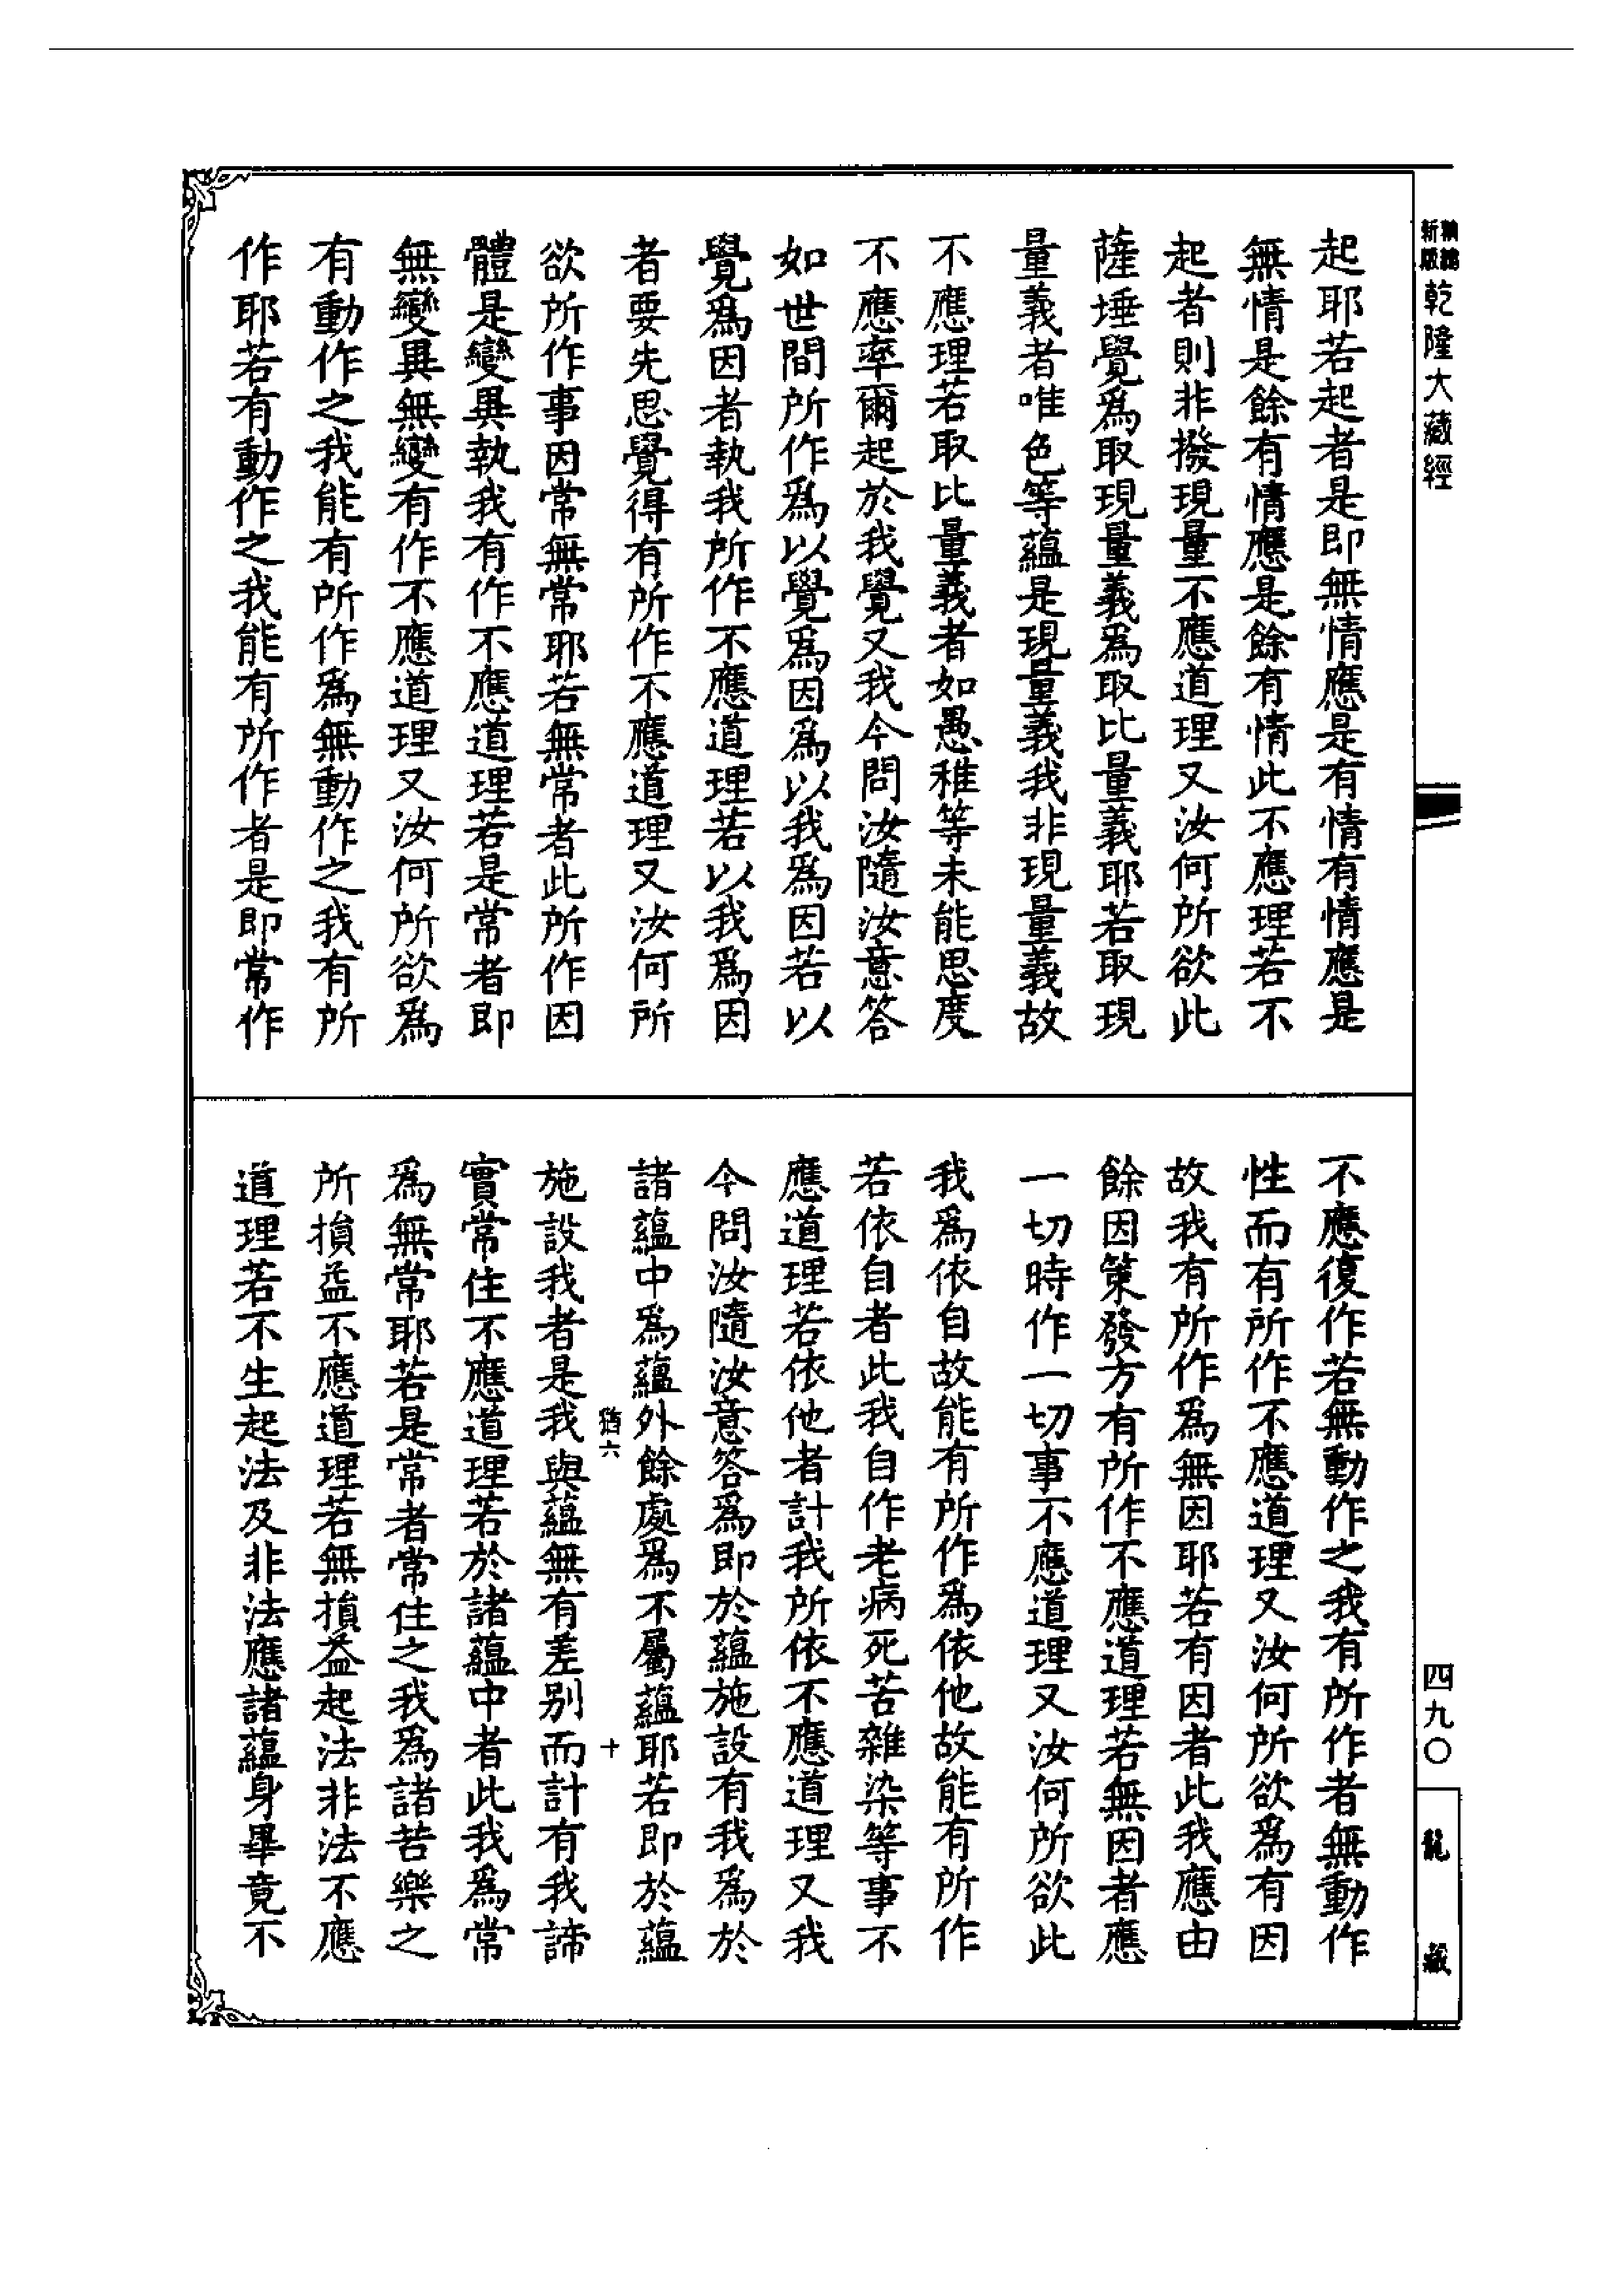 新版
乾隆大藏經
四九〇
龍藏
起耶若起者是即無情應是有情有情應是
無情是餘有情應是餘有情此不應理若不
起者則非撥現量不應道理又汝何所欲此
薩埵覺爲取現量義爲取比量義耶若取現
量義者唯色等蘊是現量義我非現量義故
不應理若取比量義者如愚稚等未能思度
不應率爾起於我覺又我今問汝隨汝意答
如世間所作爲以覺爲因爲以我爲因若以
覺爲因者執我所作不應道理若以我爲因
者要先思覺得有所作不應道理又汝何所
欲所作事因常無常耶若無常者此所作因
體是變異執我有作不應道理若是常者即
無變異無變有作不應道理又汝何所欲爲
有動作之我能有所作爲無動作之我有所
作耶若有動作之我能有所作者是即常作
不應復作若無動作之我有所作者無動作
性而有所作不應道理又汝何所欲爲有因
故我有所作爲無因耶若有因者此我應由
餘因策發方有所作不應道理若無因者應
一切時作一切事不應道理又汝何所欲此
我爲依自故能有所作爲依他故能有所作
若依自者此我自作老病死苦雜染等事不
應道理若依他者計我所依不應道理又我
今問汝隨汝意答爲即於蘊施設有我爲於
諸蘊中爲蘊外餘處爲不屬蘊耶若即於蘊
猶六 十
施設我者是我與蘊無有差別而計有我諦
實常住不應道理若於諸蘊中者此我爲常
爲無常耶若是常者常住之我爲諸苦樂之
所損益不應道理若無損益起法非法不應
道理若不生起法及非法應諸蘊身畢竟不